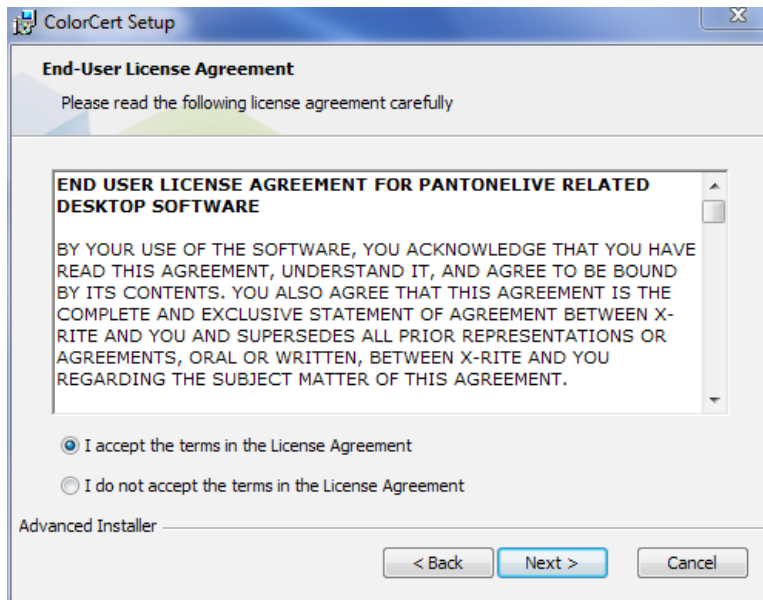 ColorCert Setup
End-User License Agreement
Please read the following license agreement carefully
END USER LICENSE AGREEMENT FOR PANTONELIVE RELATED
DESKTOP SOFTWARE
BY YOUR USE OF THE SOFTWARE, YOU ACKNOWLEDGE THAT YOU HAVE
READ THIS AGREEMENT, UNDERSTAND IT, AND AGREE TO BE BOUND
BY ITS CONTENTS. YOU ALSO AGREE THAT THIS AGREEMENT IS THE
COMPLETE AND EXCLUSIVE STATEMENT OF AGREEMENT BETWEEN X-
RITE AND YOU AND SUPERSEDES ALL PRIOR REPRESENTATIONS OR
AGREEMENTS, ORAL OR WRITTEN, BETWEEN X-RITE AND YOU
REGARDING THE SUBJECT MATTER OF THIS AGREEMENT.
I accept the terms in the License Agreement
I do not accept the terms in the License Agreement
Advanced Installer
< Back Next > Cancel